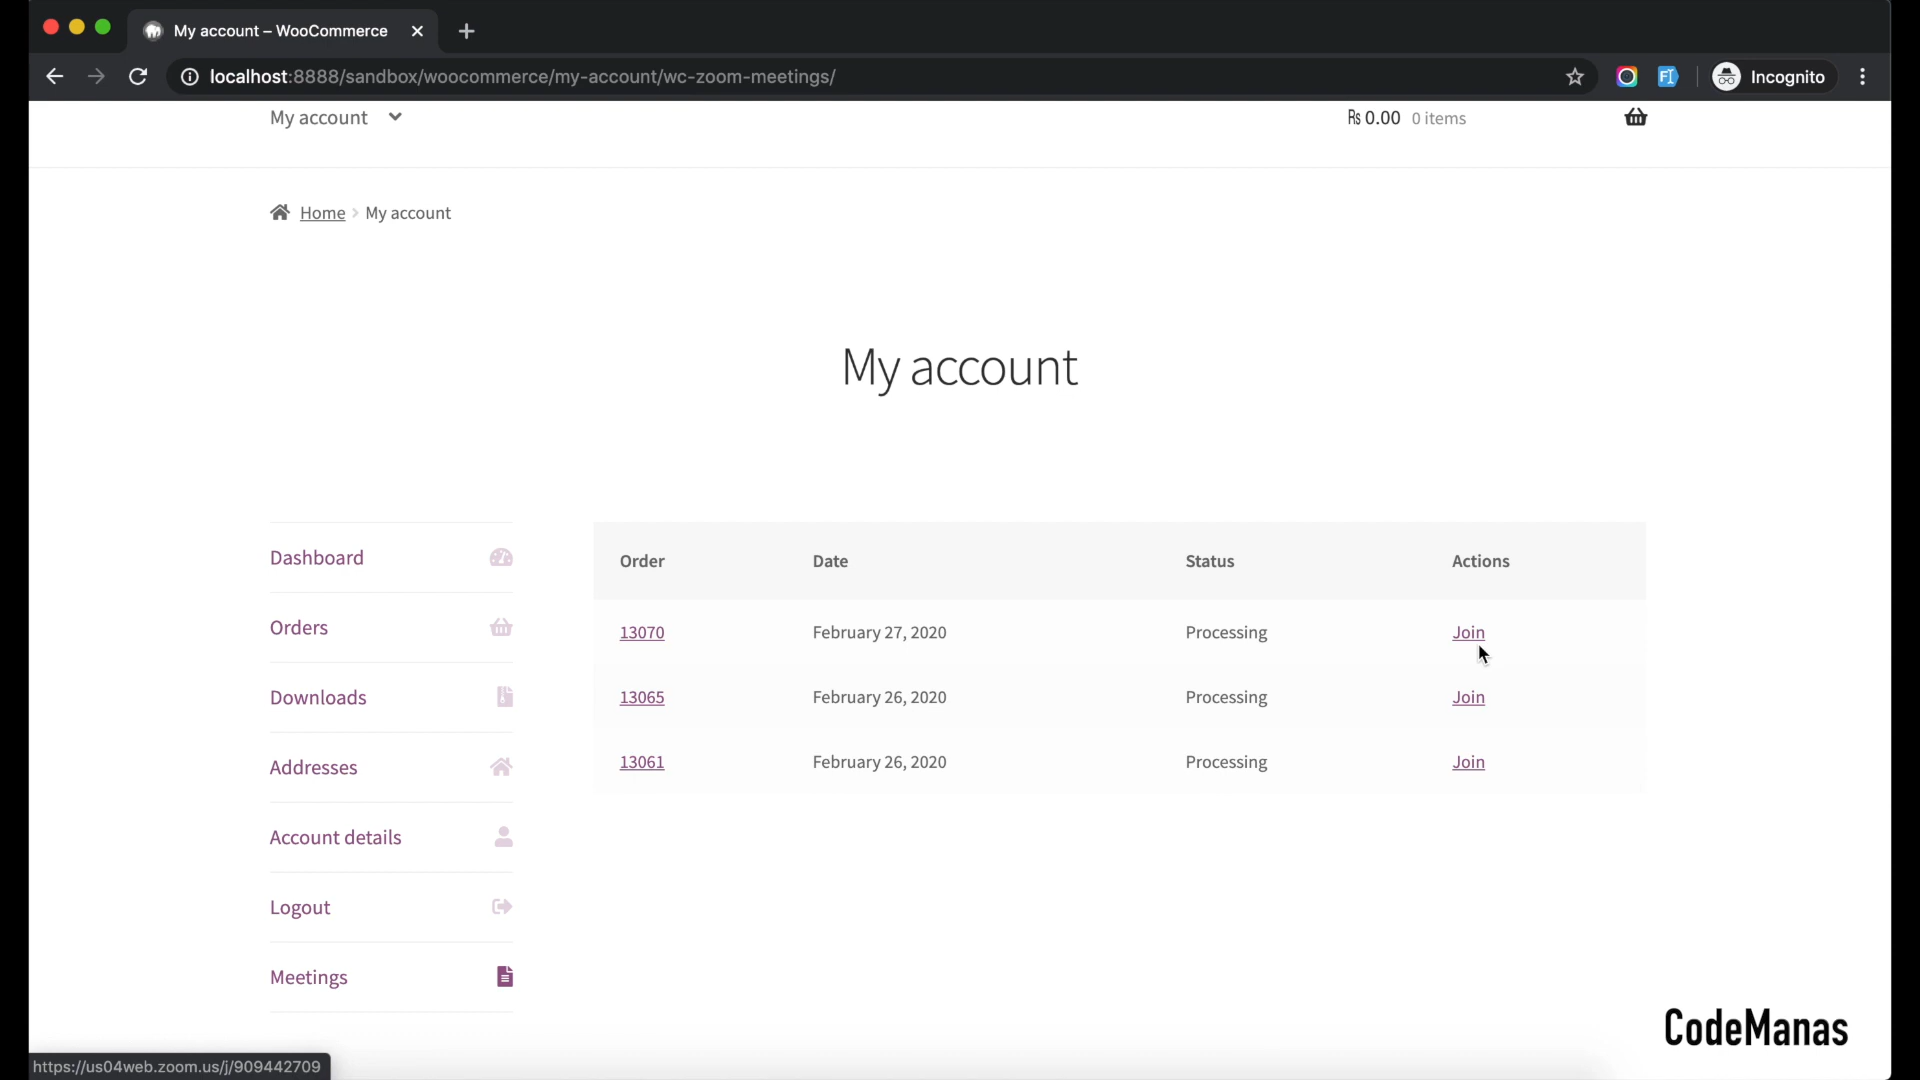 My account – WooCommerce
localhost:8888/sandbox/woocommerce/my-account/wc-zoom-meetings/
Incognito
My account
₨ 0.00 0 items
Home My account
My account
Dashboard
Orders
Downloads
Addresses
Account details
Logout
Meetings
Order Date Status Actions
13070 February 27, 2020 Processing Join
13065 February 26, 2020 Processing Join
13061 February 26, 2020 Processing Join
CodeManas
https://us04web.zoom.us/j/909442709